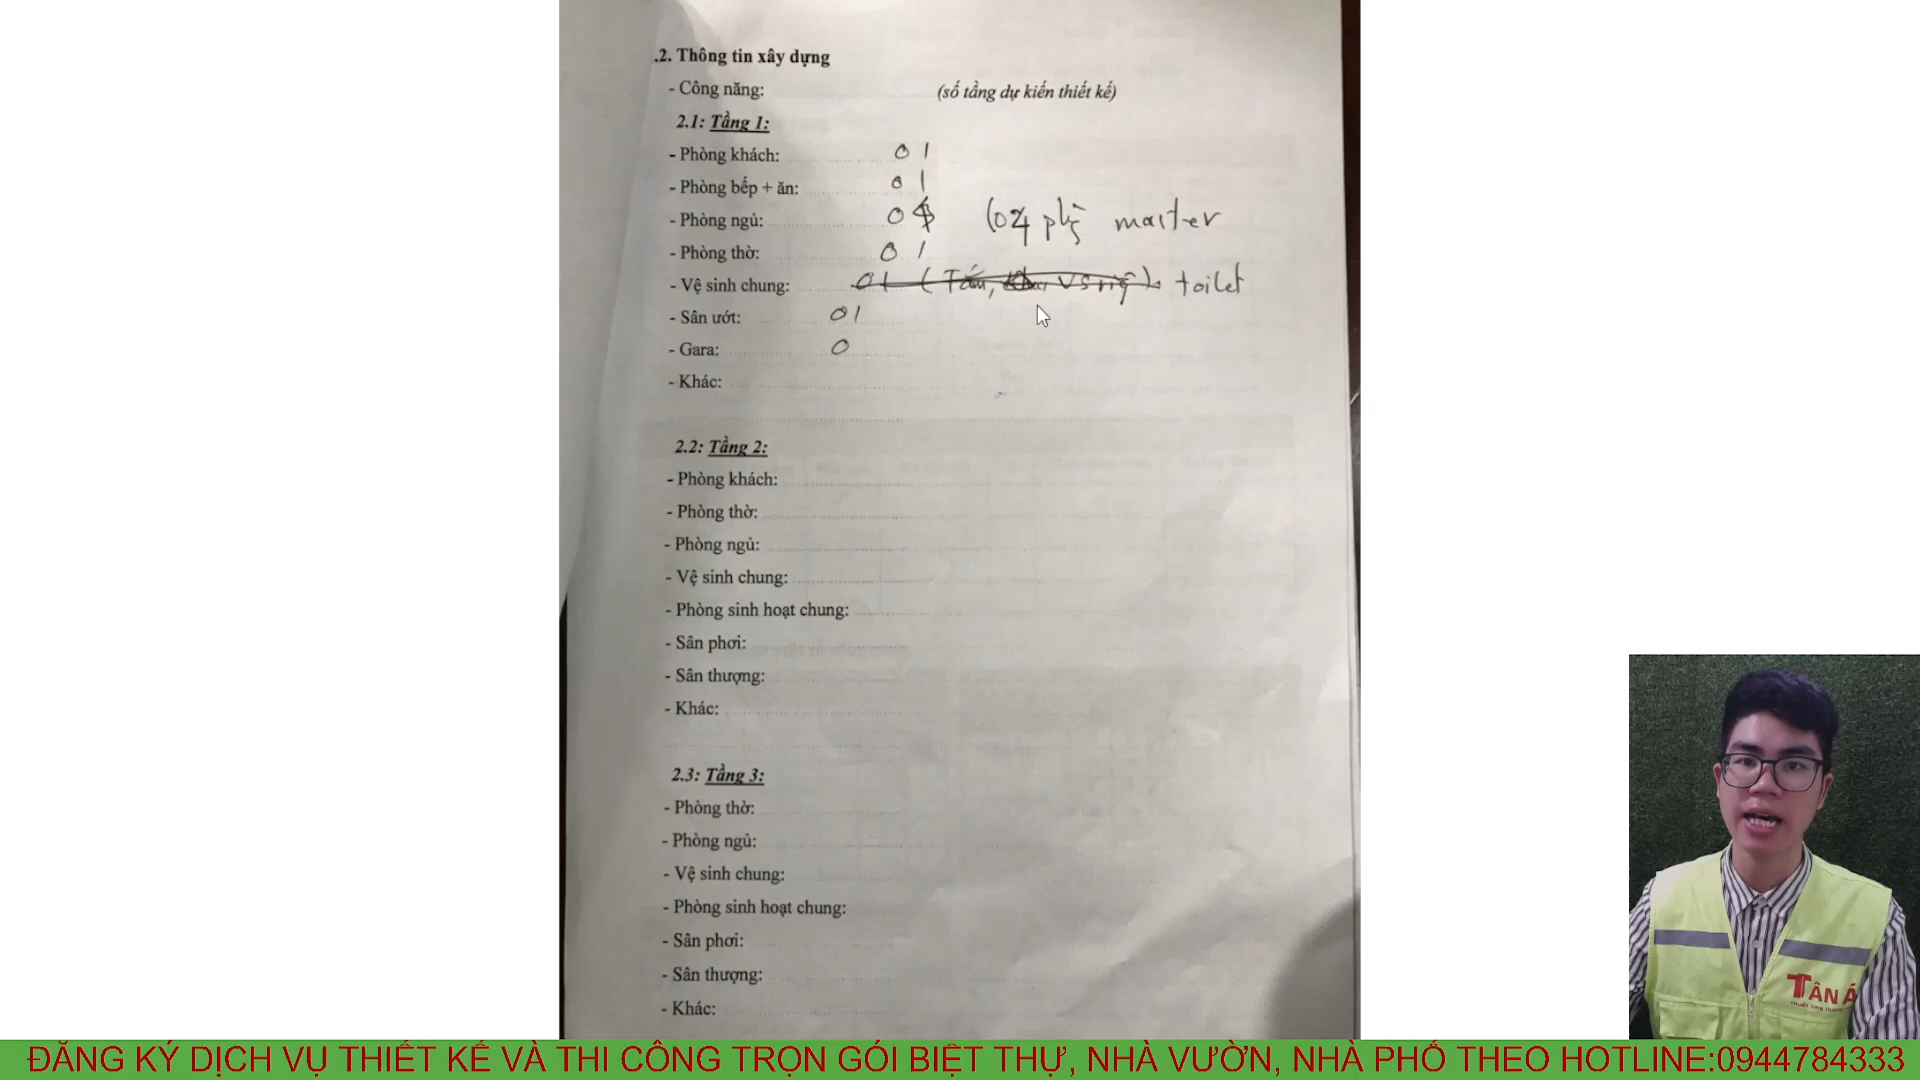 .2. Thông tin xây dựng
- Công năng: (số tầng dự kiến thiết kế)
2.1: Tầng 1:
- Phòng khách: 01
- Phòng bếp + ăn: 01
- Phòng ngủ: 04 master
- Phòng thờ: 01
- Vệ sinh chung: 01 toilet
- Sân ướt: 01
- Gara: 0
- Khác:
2.2: Tầng 2:
- Phòng khách:
- Phòng thờ:
- Phòng ngủ:
- Vệ sinh chung:
- Phòng sinh hoạt chung:
- Sân phơi:
- Sân thượng:
- Khác:
2.3: Tầng 3:
- Phòng thờ:
- Phòng ngủ:
- Vệ sinh chung:
- Phòng sinh hoạt chung:
- Sân phơi:
- Sân thượng:
- Khác:
TÂN Á
ĐĂNG KÝ DỊCH VỤ THIẾT KẾ VÀ THI CÔNG TRỌN GÓI BIỆT THỰ, NHÀ VƯỜN, NHÀ PHỐ THEO HOTLINE:0944784333